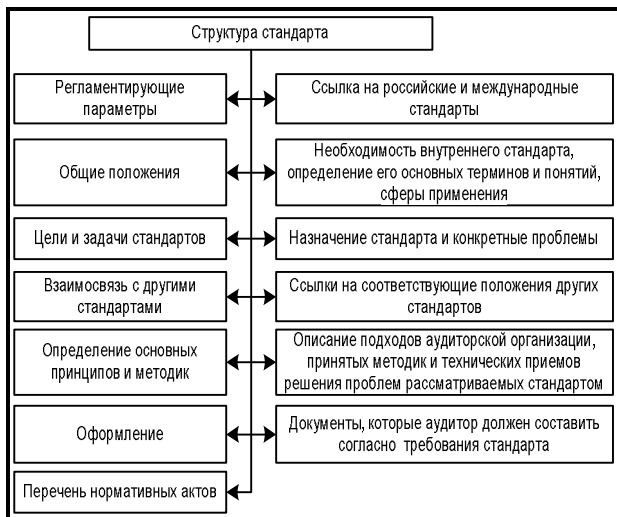 Структура стандарта
Регламентирующие
параметры
Ссылка на российские и международные
стандарты
Общие положения
Необходимость внутреннего стандарта,
определение его основных терминов и понятий,
сферы применения
Цели и задачи стандартов
Назначение стандарта и конкретные проблемы
Взаимосвязь с другими
стандартами
Ссылки на соответствующие положения других
стандартов
Определение основных
принципов и методик
Описание подходов аудиторской организации,
принятых методик и технических приемов
решения проблем рассматриваемых стандартом
Оформление
Документы, которые аудитор должен составить
согласно требования стандарта
Перечень нормативных актов